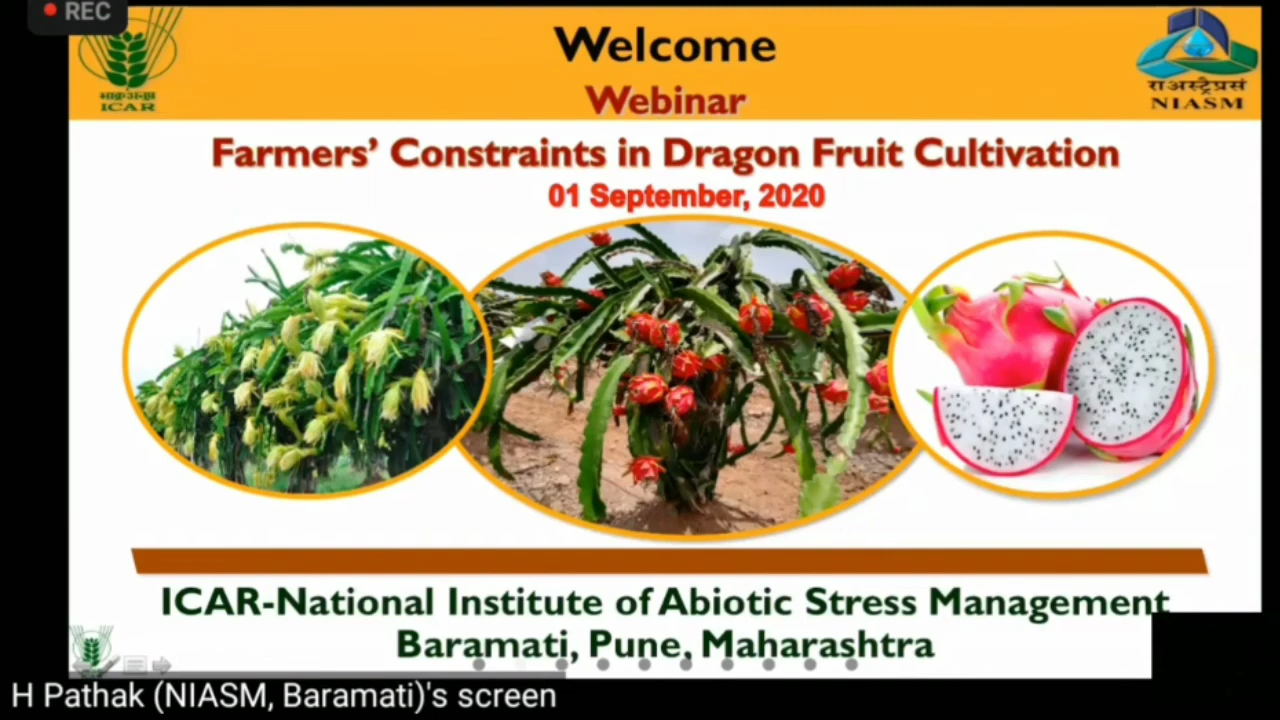 REC
Welcome
Webinar
Farmers' Constraints in Dragon Fruit Cultivation
01 September, 2020
भाकृअनुप
ICAR
राअस्ट्रैप्रसं
NIASM
ICAR-National Institute of Abiotic Stress Management
Baramati, Pune, Maharashtra
H Pathak (NIASM, Baramati)'s screen